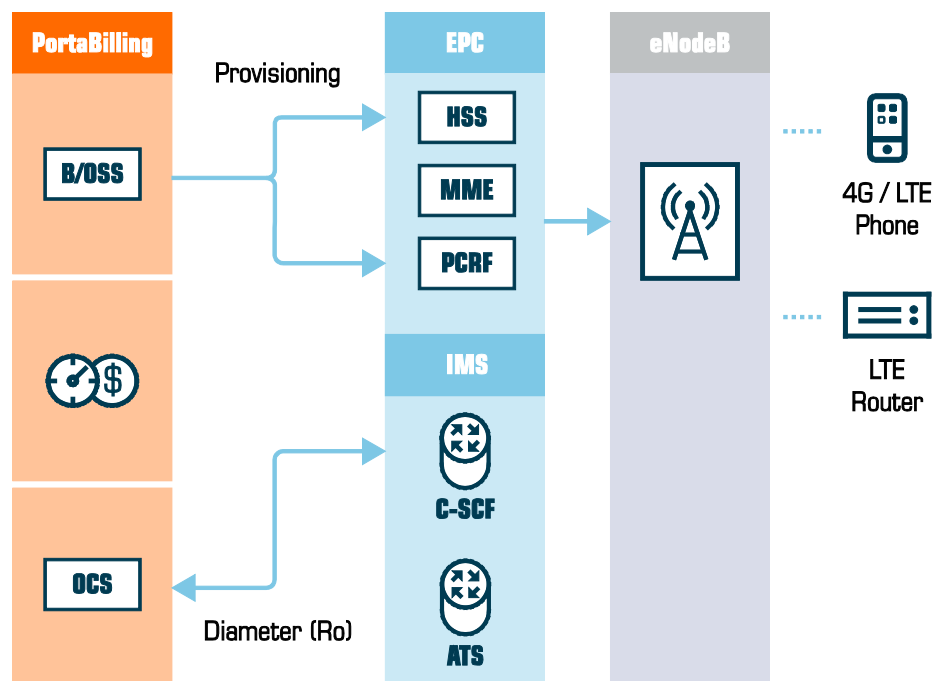 PortaBilling
B/OSS
$
OCS
Provisioning
Diameter (Ro)
EPC
HSS
MME
PCRF
IMS
C-SCF
ATS
eNodeB
4G / LTE
Phone
LTE
Router